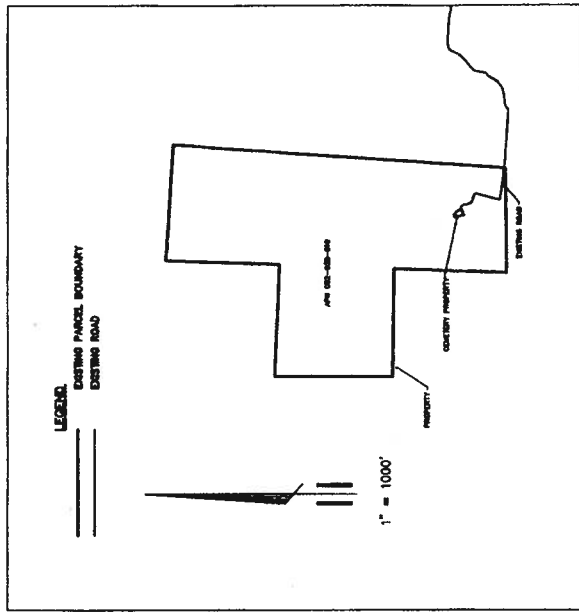 LEGEND
EXISTING PARCEL BOUNDARY
EXISTING ROAD
CEMETERY PROPERTY
EXISTING ROAD
PROPERTY
1" = 1000'